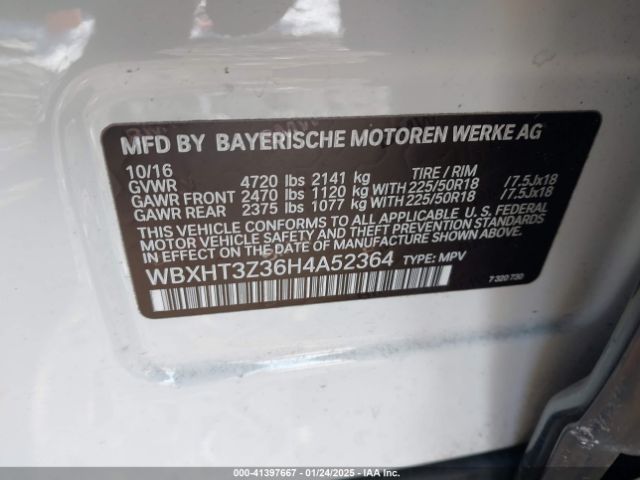 MFD BY BAYERISCHE MOTOREN WERKE AG
10/16
GVWR 4720 lbs 2141 kg TIRE / RIM
GAWR FRONT 2470 lbs 1120 kg WITH 225/50R18 /7.5Jx18
GAWR REAR 2375 lbs 1077 kg WITH 225/50R18 /7.5Jx18
THIS VEHICLE CONFORMS TO ALL APPLICABLE U.S. FEDERAL
MOTOR VEHICLE SAFETY AND THEFT PREVENTION STANDARDS
IN EFFECT ON THE DATE OF MANUFACTURE SHOWN ABOVE.
WBXHT3Z36H4A52364 TYPE: MPV
7 320 730
00-41397667 - 01/24/2025 - IAA Inc.